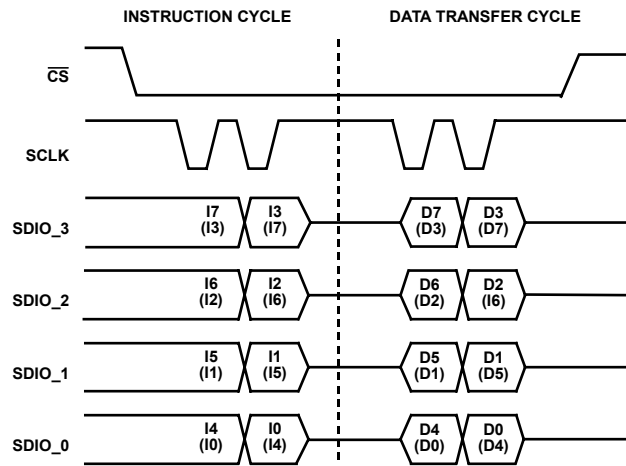 INSTRUCTION CYCLE DATA TRANSFER CYCLE
CS
SCLK
SDIO_3 I7 I3 D7 D3
(I3) (I7) (D3) (D7)
SDIO_2 I6 I2 D6 D2
(I2) (I6) (D2) (I6)
SDIO_1 I5 I1 D5 D1
(I1) (I5) (D1) (D5)
SDIO_0 I4 I0 D4 D0
(I0) (I4) (D0) (D4)